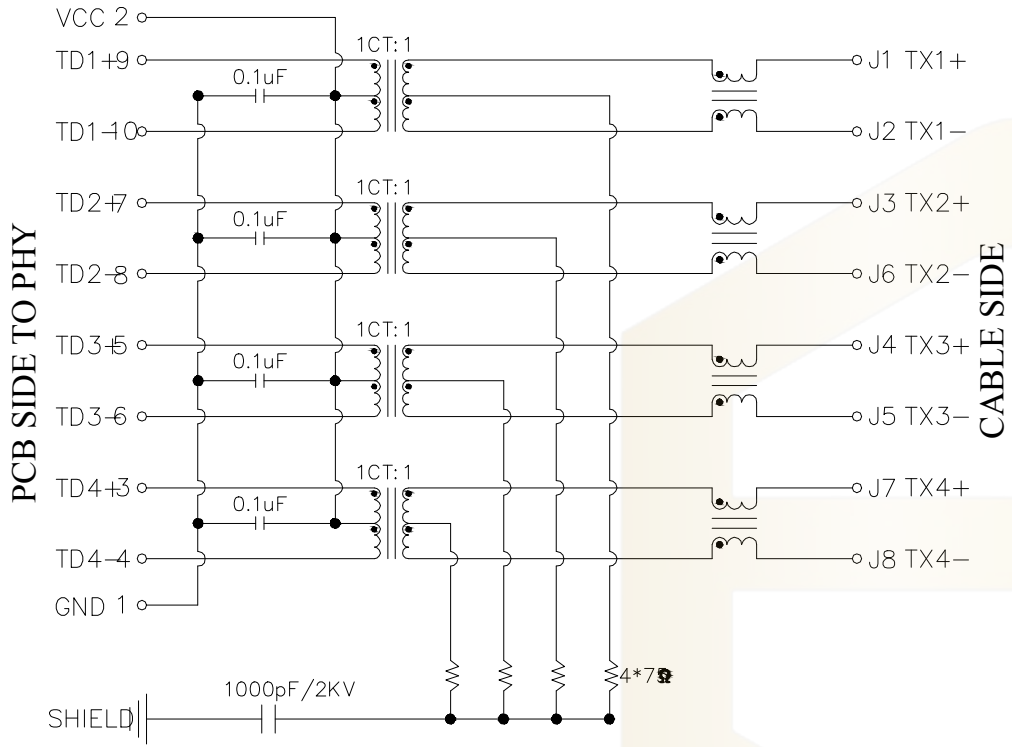 VCC 2
1CT:1
TD1+9
J1 TX1+
0.1uF
TD1-10
J2 TX1-
1CT:1
TD2+7
J3 TX2+
0.1uF
TD2-8
J6 TX2-
PCB SIDE TO PHY
CABLE SIDE
1CT:1
TD3+5
J4 TX3+
0.1uF
TD3-6
J5 TX3-
1CT:1
TD4+3
J7 TX4+
0.1uF
TD4-4
J8 TX4-
GND 1
4*75Ω
1000pF/2KV
SHIELD